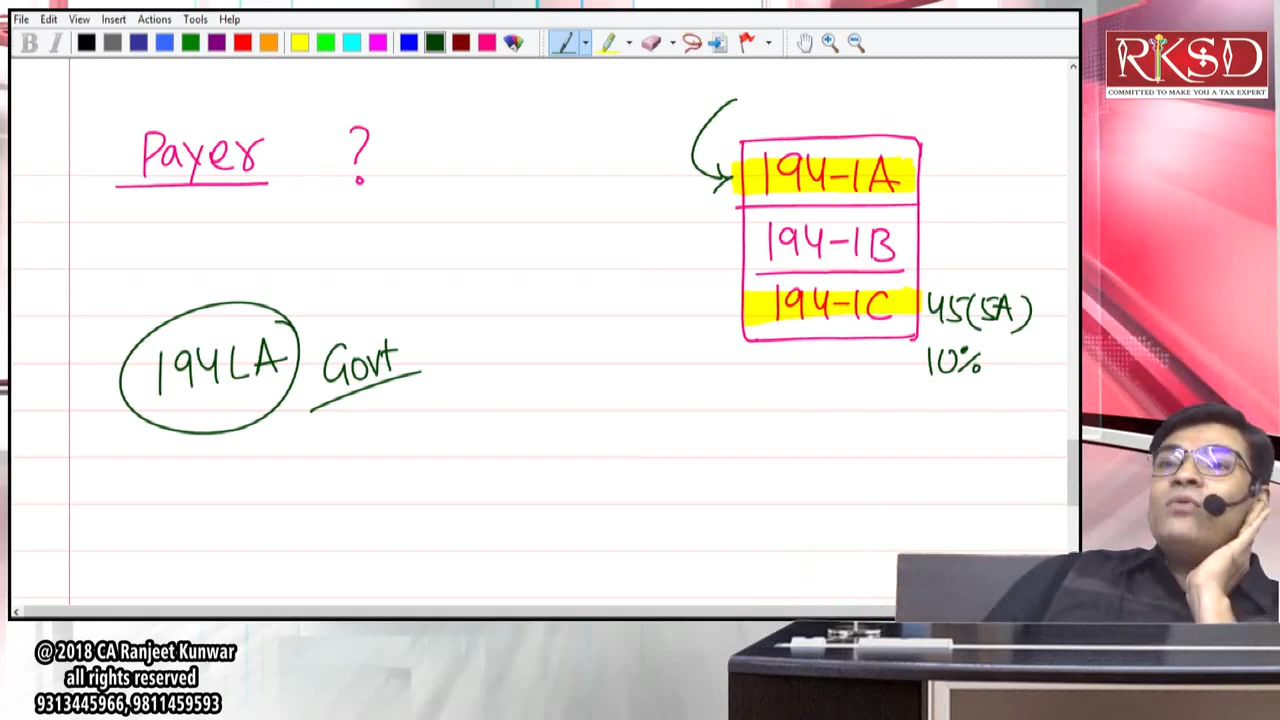 File Edit View Insert Actions Tools Help
B I
RKSD
COMMITTED TO MAKE YOU A TAX EXPERT
Payer ?
194-1A
194-1B
194-1C 45(5A)
10%
194LA Govt
@ 2018 CA Ranjeet Kunwar
all rights reserved
9313445966, 9811459593